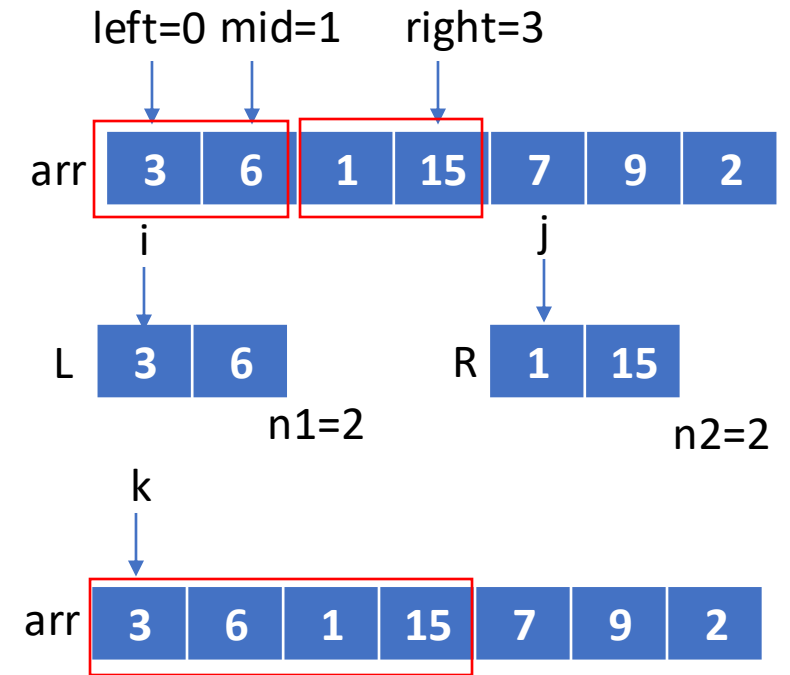 left=0 mid=1 right=3
arr 3 6 1 15 7 9 2
i j
L 3 6 R 1 15
n1=2 n2=2
k
arr 3 6 1 15 7 9 2